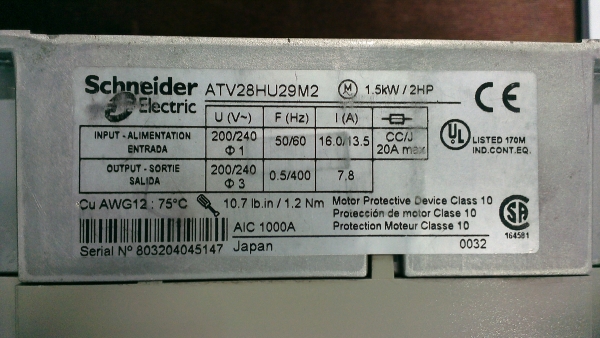 Schneider Electric ATV28HU29M2 M 1.5kW / 2HP CE
U (V~) F (Hz) I (A)
INPUT - ALIMENTATION ENTRADA 200/240 Φ 1 50/60 16.0/13.5 CC/J 20A max
OUTPUT - SORTIE SALIDA 200/240 Φ 3 0.5/400 7,8
UL LISTED 170M
IND.CONT.EQ.
Cu AWG12 : 75°C 10.7 lb.in / 1.2 Nm Motor Protective Device Class 10
Protección de motor Clase 10
AIC 1000A Protection Moteur Classe 10
SA 164581
Serial Nº 803204045147 Japan 0032